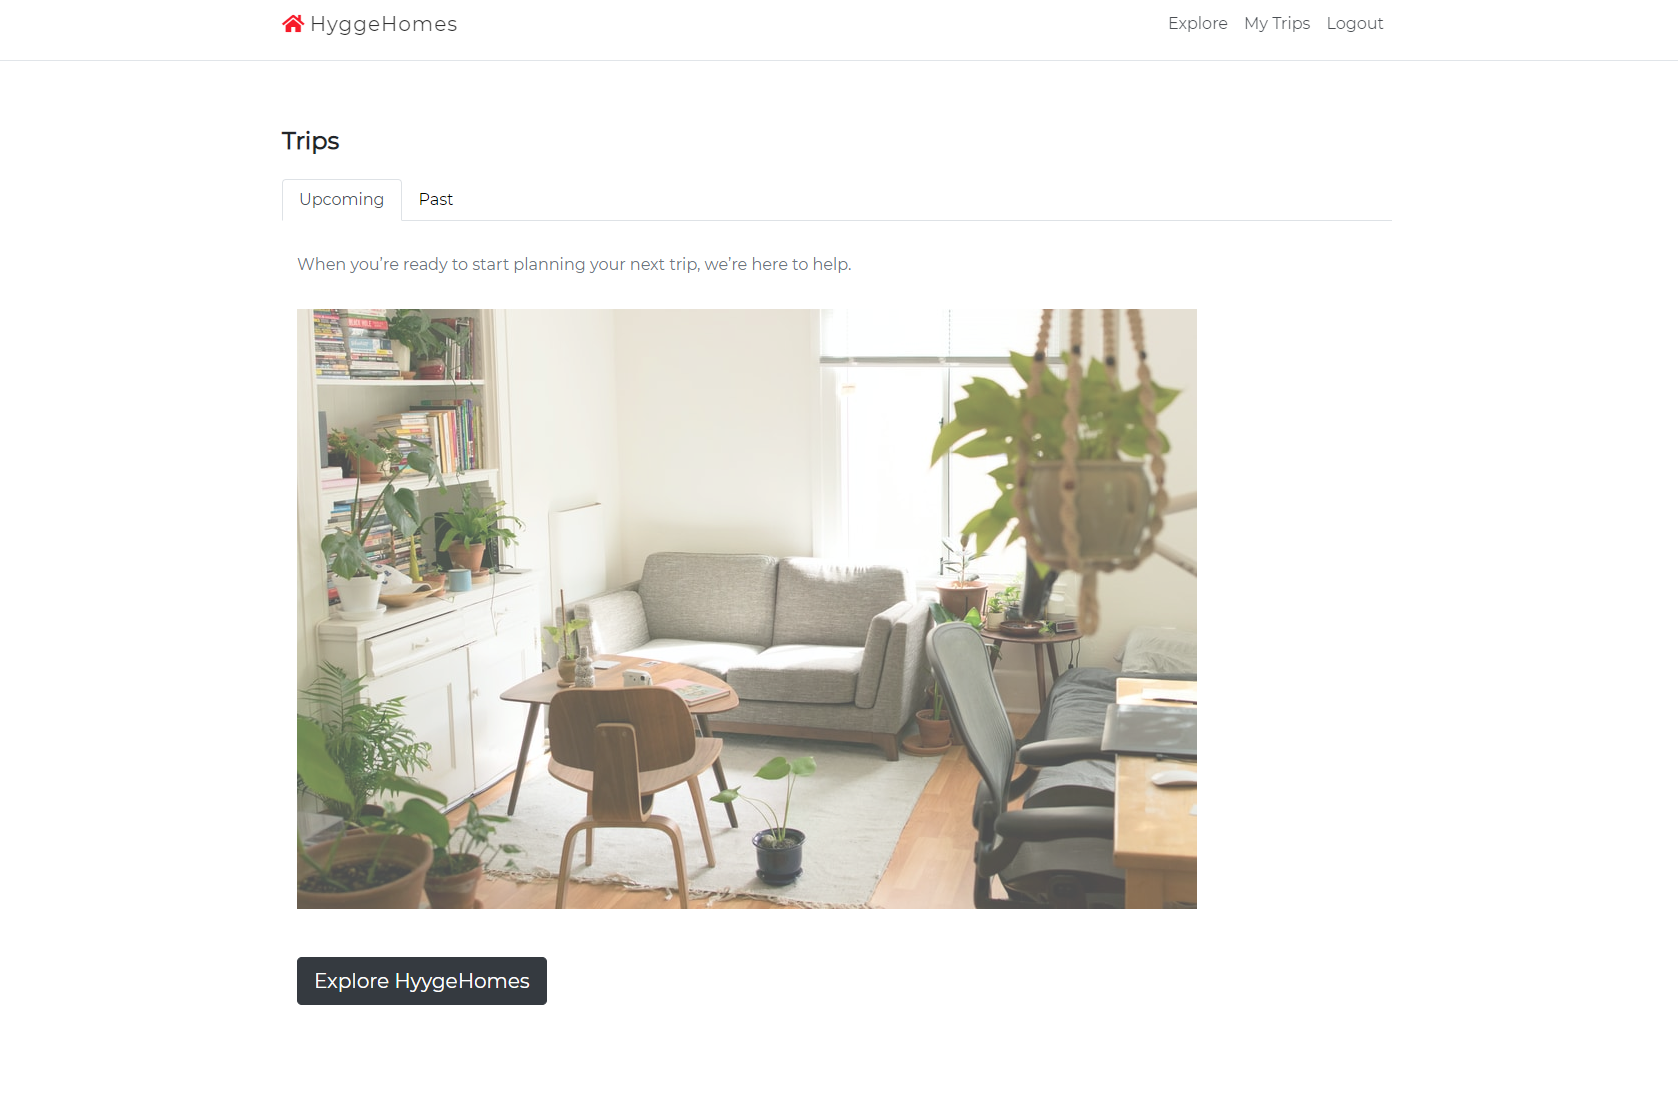 HyggeHomes
Explore My Trips Logout
Trips
Upcoming Past
When you’re ready to start planning your next trip, we’re here to help.
Explore HyygeHomes